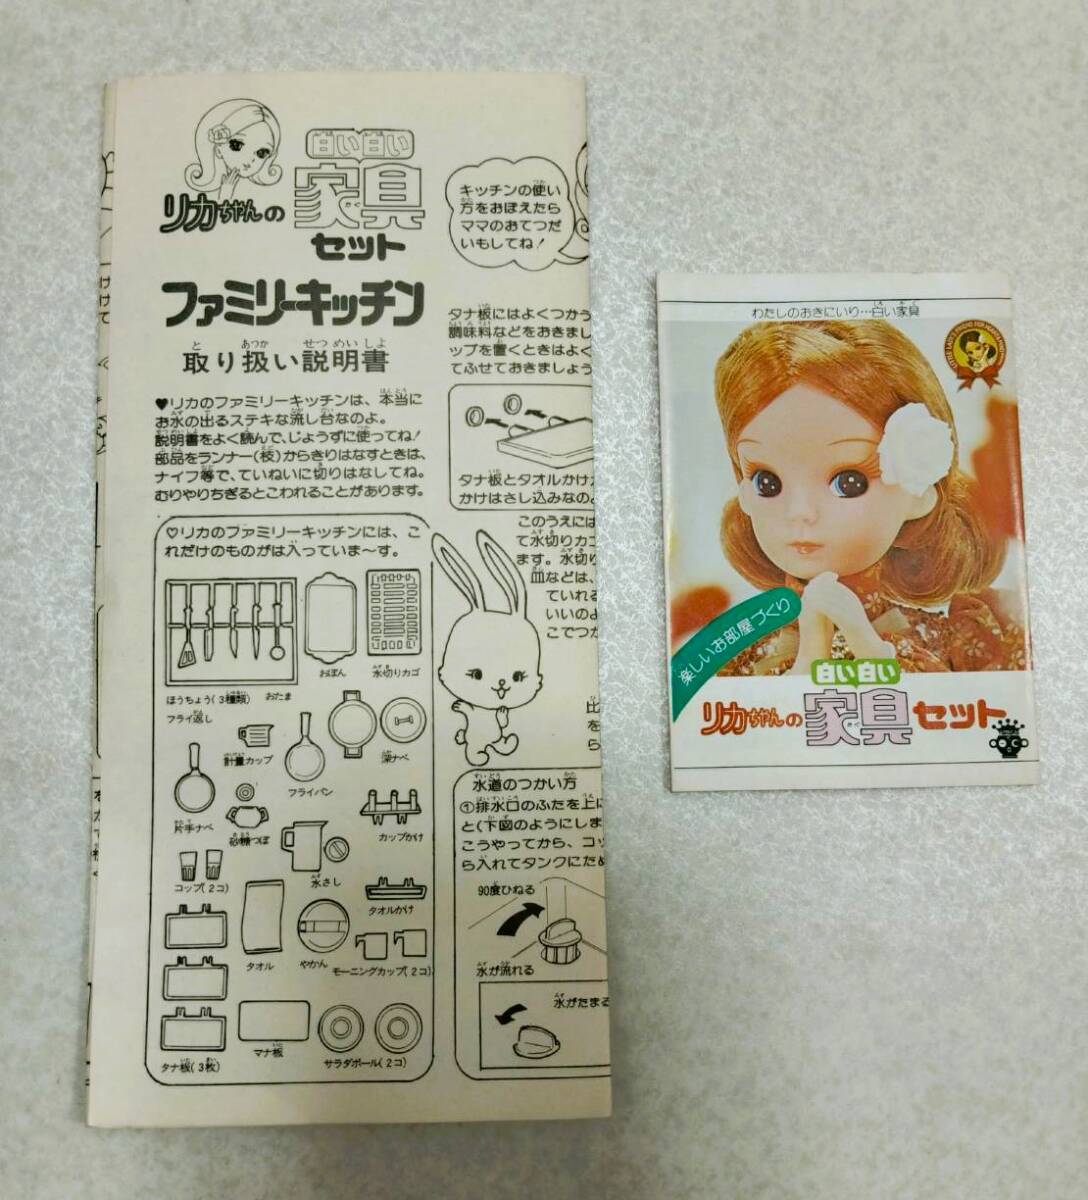 白い白い
リカちゃんの
家具
かぐ
セット
ファミリーキッチン
取り扱い説明書
♥リカのファミリーキッチンは、本当に
お水の出るステキな流し台なのよ。
説明書をよく読んで、じょうずに使ってね!
部品をランナー(枝)からきりはなすときは、
ナイフ等で、ていねいに切りはなしてね。
むりやりちぎるとこわれることがあります。
♡リカのファミリーキッチンには、こ
れだけのものがは入っていま〜す。
ほうちょう(3種類)
おたま
フライ返し
おぼん
水切りカゴ
計量カップ
フライパン
深ナベ
片手ナベ
砂糖つぼ
水さし
カップかけ
コップ(2コ)
タオル
やかん
タオルかけ
モーニングカップ(2コ)
タナ板(3枚)
マナ板
サラダボール(2コ)
キッチンの使い
方をおぼえたら
ママのおてつだ
いもしてね!
タナ板にはよくつかう
調味料などをおきまし
ップを置くときはよく
てふせておきましょう
タナ板とタオルかけ
かけはさし込みなの
このうえには
て水切りカゴ
ます。水切り
皿などは、
ていれる
いいのよ
こでつか
比
を
ら
水道のつかい方
①排水口のふたを上に
と(下図のようにしま
こうやってから、コッ
ら入れてタンクにため
90度ひねる
水が流れる
水がたまる
わたしのおきにいり…白い家具
楽しいお部屋づくり
白い白い
リカちゃんの家具セット
かぐ